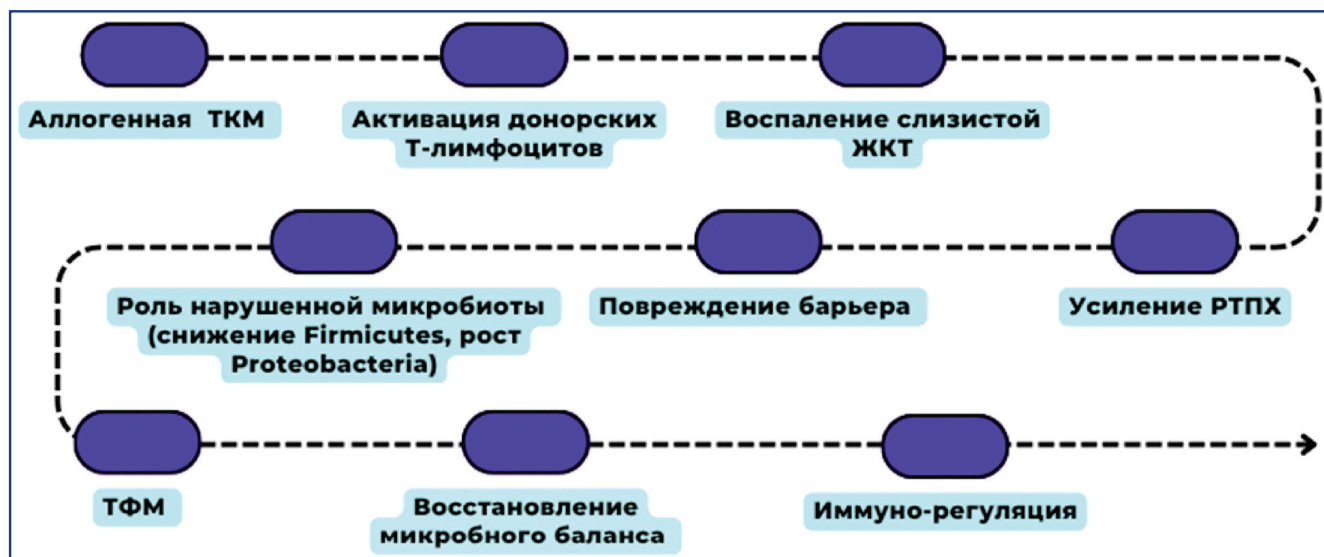 Аллогенная ТКМ
Активация донорских
Т-лимфоцитов
Воспаление слизистой
ЖКТ
Роль нарушенной микробиоты
(снижение Firmicutes, рост
Proteobacteria)
Повреждение барьера
Усиление РТПХ
ТФМ
Восстановление
микробного баланса
Иммуно-регуляция